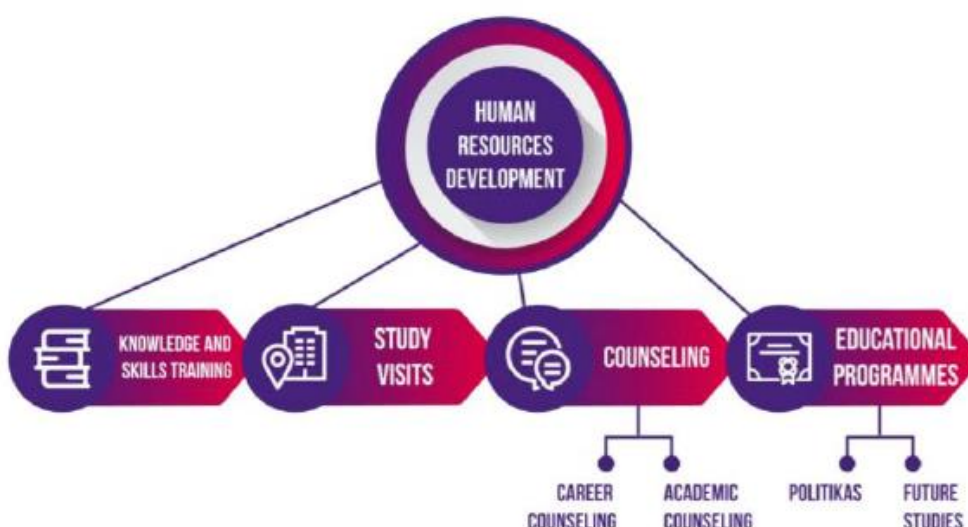 HUMAN
RESOURCES
DEVELOPMENT
KNOWLEDGE AND
SKILLS TRAINING
STUDY
VISITS
COUNSELING
EDUCATIONAL
PROGRAMMES
CAREER
COUNSELING
ACADEMIC
COUNSELING
POLITIKAS
FUTURE
STUDIES